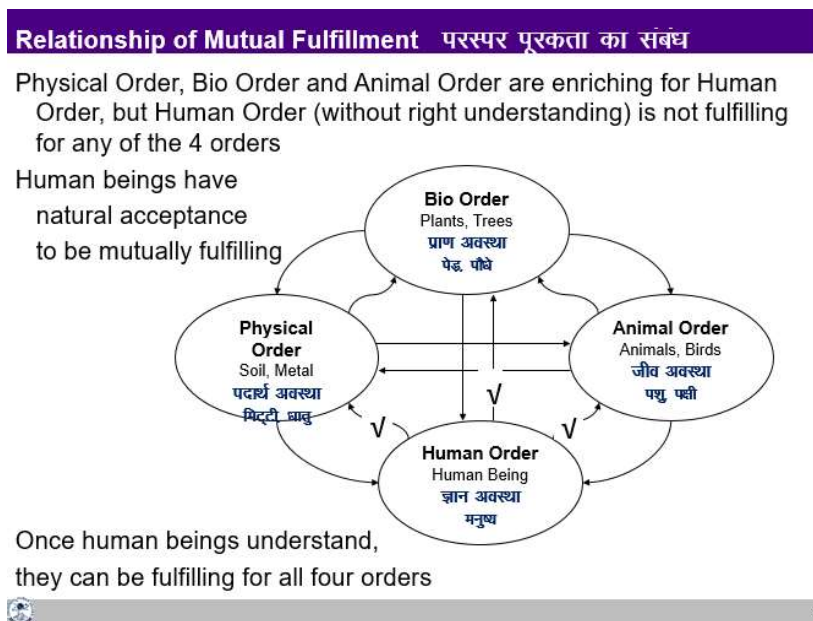 Relationship of Mutual Fulfillment परस्पर पूरकता का संबंध
Physical Order, Bio Order and Animal Order are enriching for Human
Order, but Human Order (without right understanding) is not fulfilling
for any of the 4 orders
Human beings have
natural acceptance
to be mutually fulfilling
Bio Order
Plants, Trees
प्राण अवस्था
पेड़, पौधे
Physical
Order
Soil, Metal
पदार्थ अवस्था
मिट्टी, धातु
Animal Order
Animals, Birds
जीव अवस्था
पशु, पक्षी
√
√
√
Human Order
Human Being
ज्ञान अवस्था
मनुष्य
Once human beings understand,
they can be fulfilling for all four orders